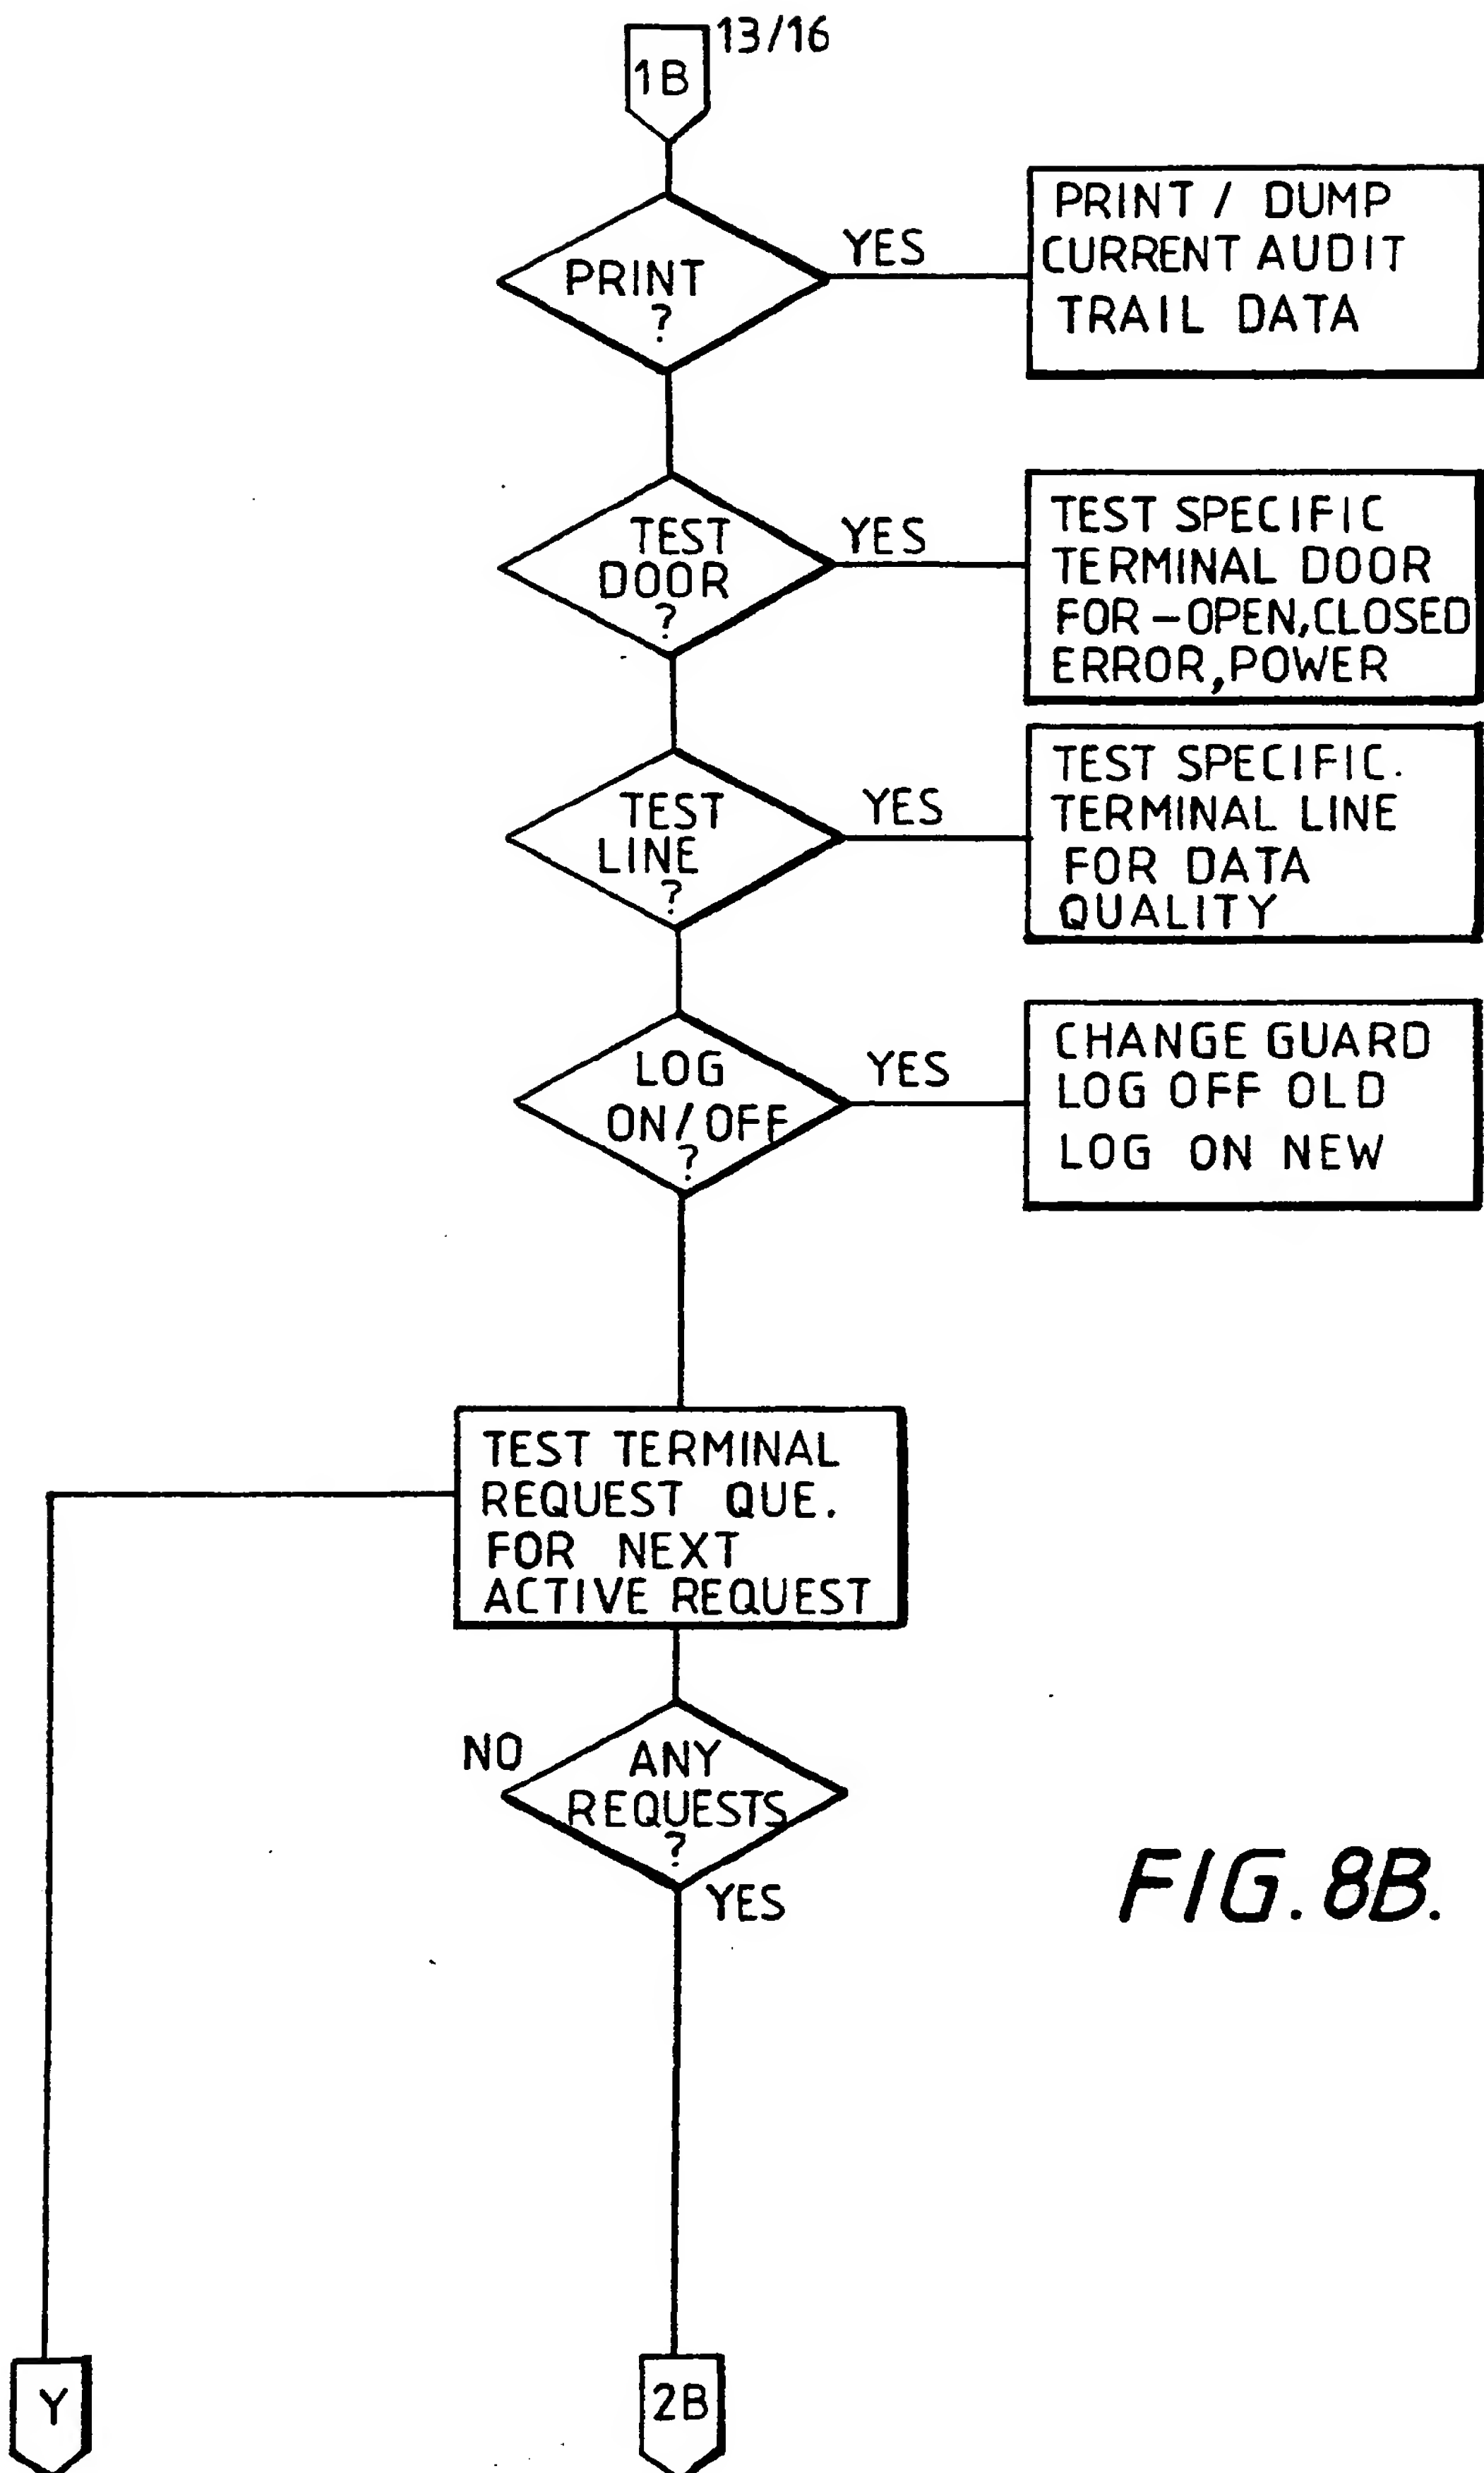 13/16
1B
PRINT
?
YES
PRINT / DUMP
CURRENT AUDIT
TRAIL DATA
TEST
DOOR
?
YES
TEST SPECIFIC
TERMINAL DOOR
FOR-OPEN,CLOSED
ERROR,POWER
TEST
LINE
?
YES
TEST SPECIFIC.
TERMINAL LINE
FOR DATA
QUALITY
LOG
ON/OFF
?
YES
CHANGE GUARD
LOG OFF OLD
LOG ON NEW
TEST TERMINAL
REQUEST QUE.
FOR NEXT
ACTIVE REQUEST
NO
ANY
REQUESTS
?
YES
FIG. 8B.
Y
2B